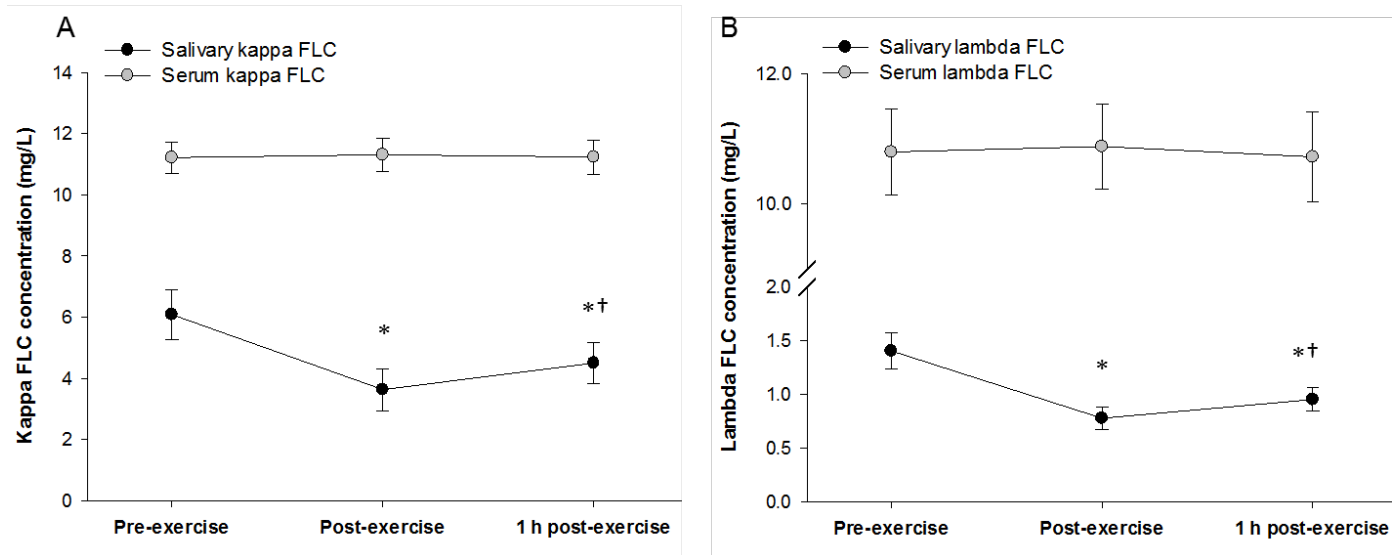 A
Salivary kappa FLC
Serum kappa FLC
Kappa FLC concentration (mg/L)
14
12
10
8
6
4
2
0
*
*†
Pre-exercise Post-exercise 1 h post-exercise
B
Salivary lambda FLC
Serum lambda FLC
Lambda FLC concentration (mg/L)
12.0
10.0
2.0
1.5
1.0
0.5
0.0
*
*†
Pre-exercise Post-exercise 1 h post-exercise